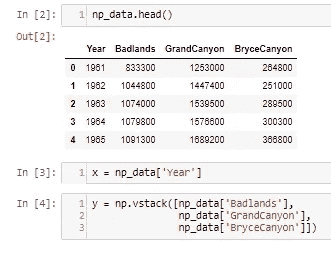 In [2]: 1 np_data.head()
Out[2]:
Year Badlands GrandCanyon BryceCanyon
0 1961 833300 1253000 264800
1 1962 1044800 1447400 251000
2 1963 1074000 1539500 289500
3 1964 1079800 1576600 300300
4 1965 1091300 1689200 366800
In [3]: 1 x = np_data['Year']
In [4]: 1 y = np.vstack([np_data['Badlands'],
2 np_data['GrandCanyon'],
3 np_data['BryceCanyon']])